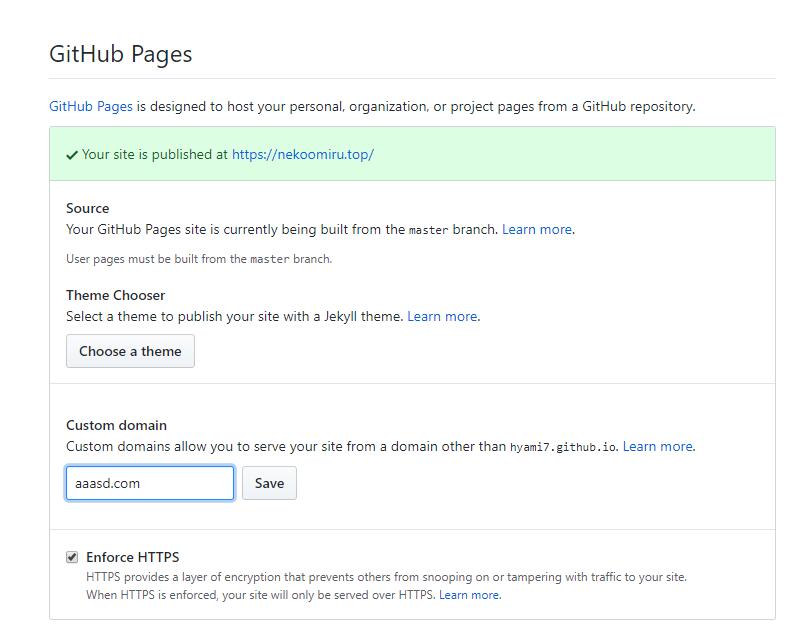 GitHub Pages
GitHub Pages is designed to host your personal, organization, or project pages from a GitHub repository.
Your site is published at https://nekoomiru.top/
Source
Your GitHub Pages site is currently being built from the master branch. Learn more.
User pages must be built from the master branch.
Theme Chooser
Select a theme to publish your site with a Jekyll theme. Learn more.
Choose a theme
Custom domain
Custom domains allow you to serve your site from a domain other than hyami7.github.io. Learn more.
aaasd.com Save
Enforce HTTPS
HTTPS provides a layer of encryption that prevents others from snooping on or tampering with traffic to your site.
When HTTPS is enforced, your site will only be served over HTTPS. Learn more.